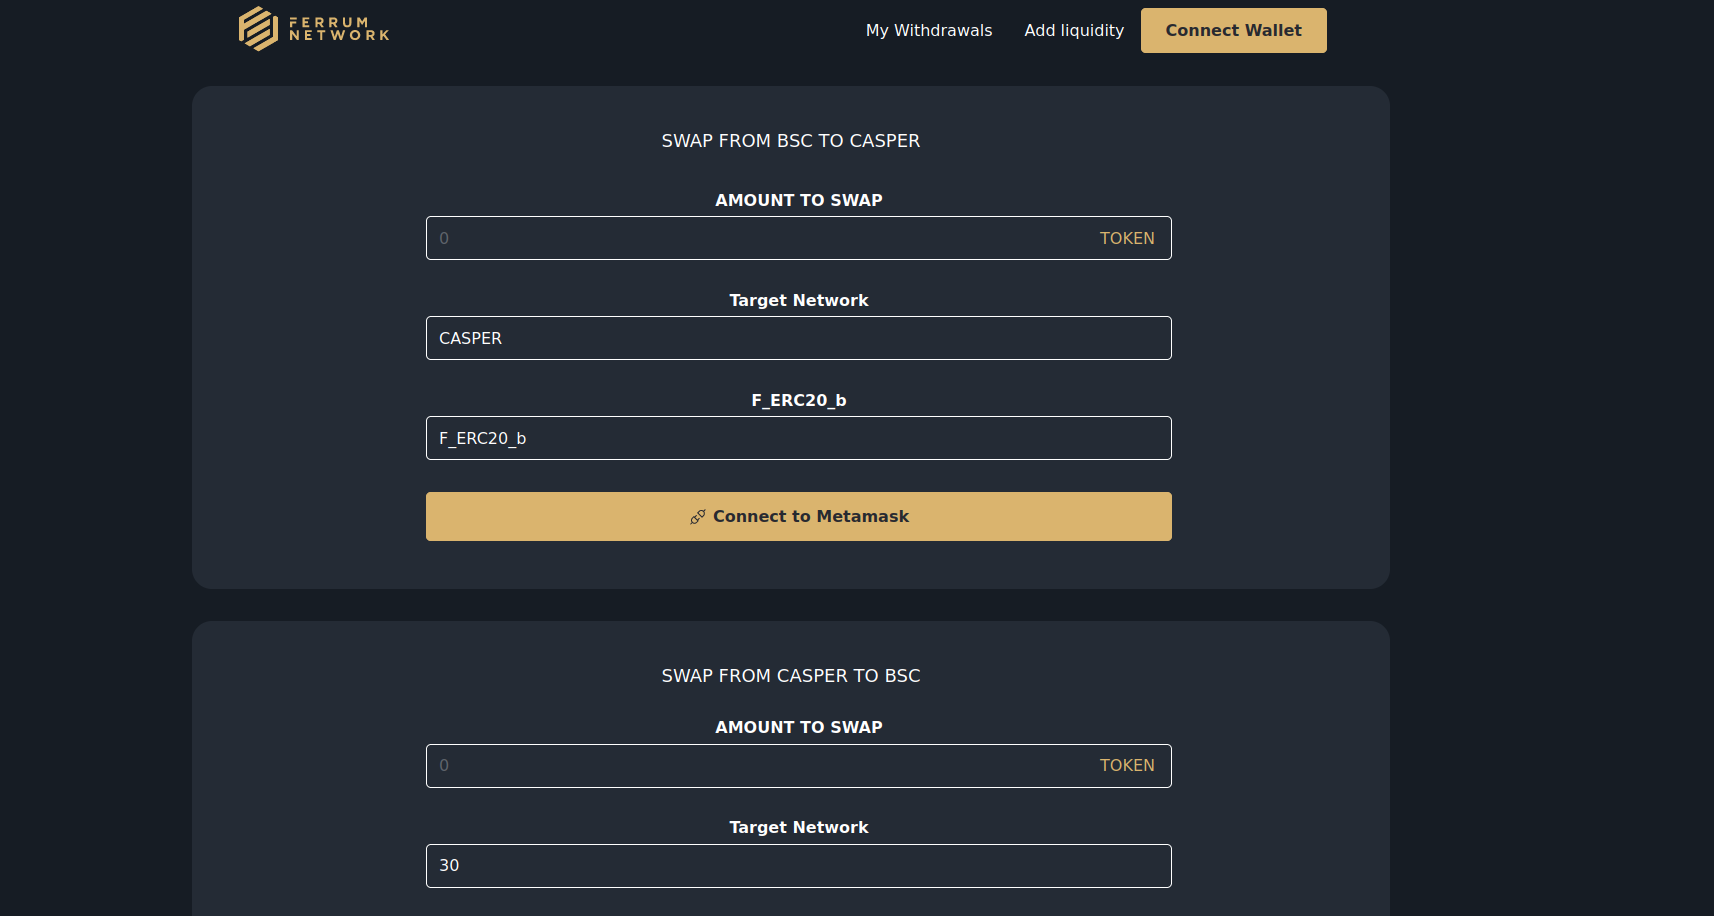 FERRUM
NETWORK
My Withdrawals
Add liquidity
Connect Wallet
SWAP FROM BSC TO CASPER
AMOUNT TO SWAP
0
TOKEN
Target Network
CASPER
F_ERC20_b
F_ERC20_b
Connect to Metamask
SWAP FROM CASPER TO BSC
AMOUNT TO SWAP
0
TOKEN
Target Network
30